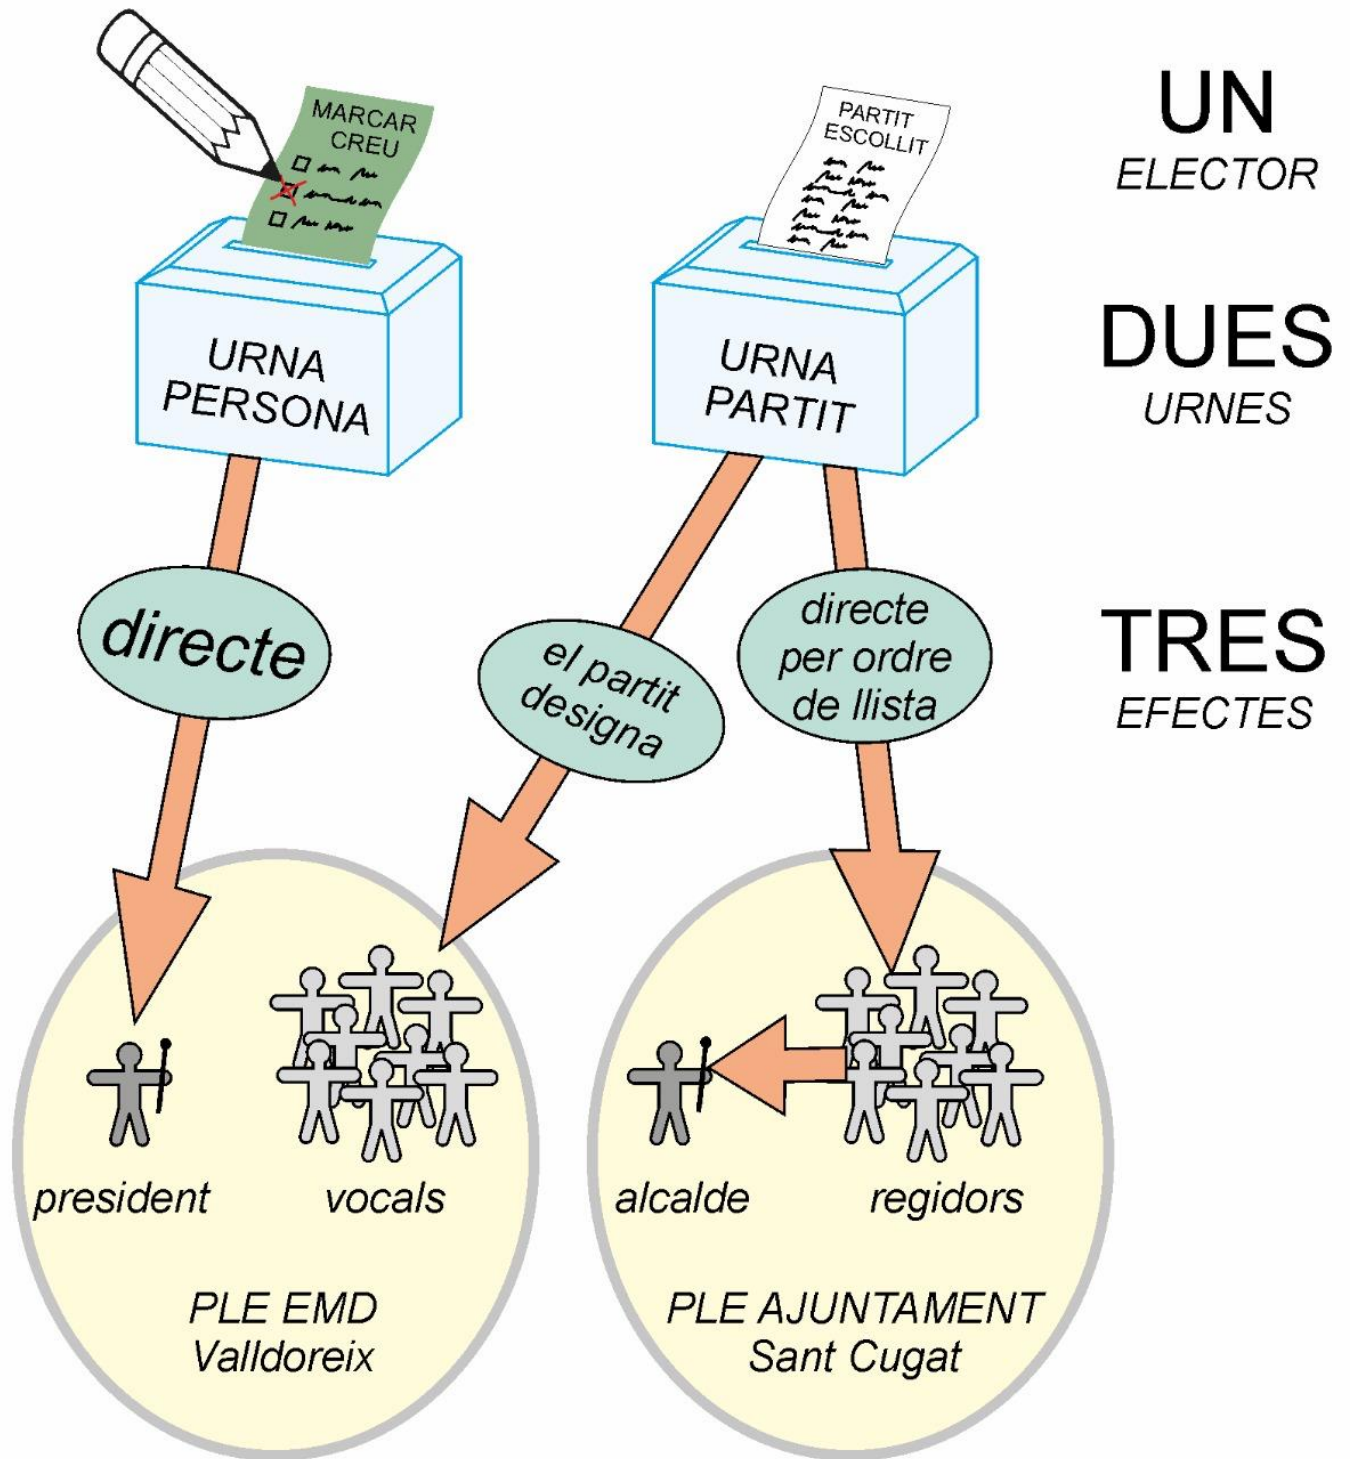 MARCAR
CREU
PARTIT
ESCOLLIT
UN
ELECTOR
URNA
PERSONA
URNA
PARTIT
DUES
URNES
directe
el partit
designa
directe
per ordre
de llista
TRES
EFECTES
president
vocals
alcalde
regidors
PLE EMD
Valldoreix
PLE AJUNTAMENT
Sant Cugat